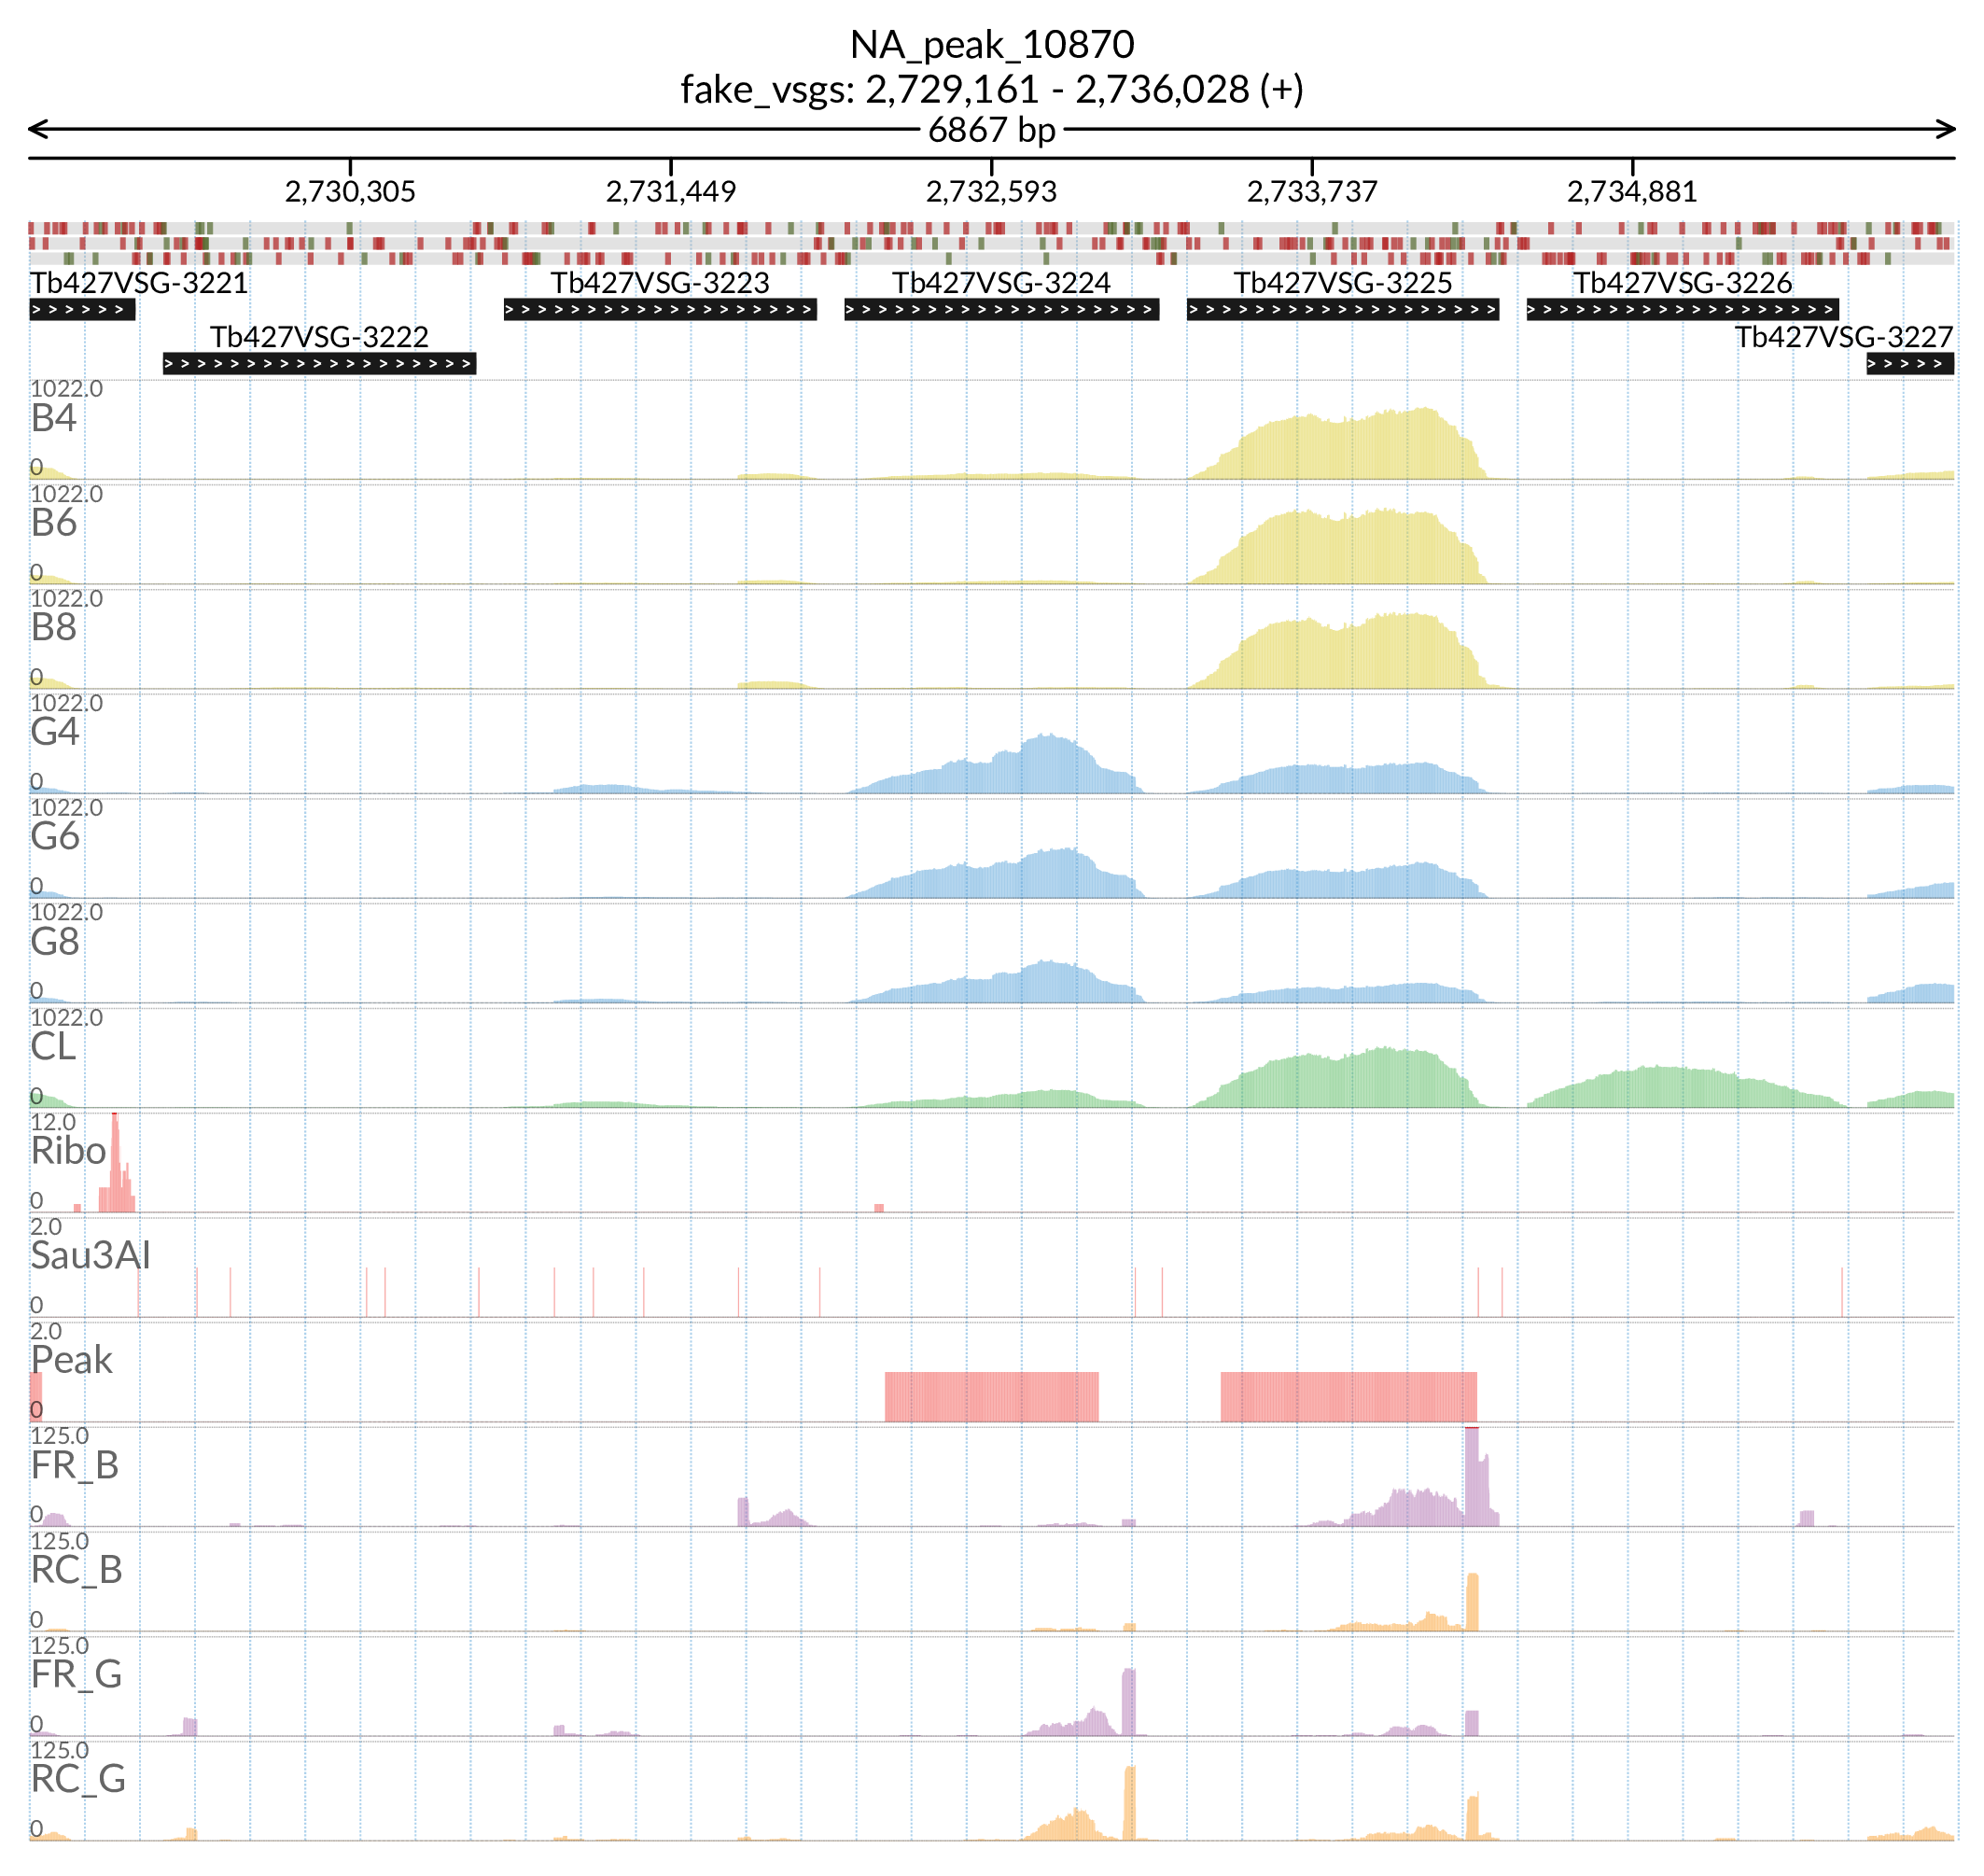 NA_peak_10870
fake_vsgs: 2,729,161 - 2,736,028 (+)
6867 bp
2,730,305 2,731,449 2,732,593 2,733,737 2,734,881
Tb427VSG-3221 Tb427VSG-3223 Tb427VSG-3224 Tb427VSG-3225 Tb427VSG-3226
Tb427VSG-3222 Tb427VSG-3227
1022.0
B4
0
1022.0
B6
0
1022.0
B8
0
1022.0
G4
0
1022.0
G6
0
1022.0
G8
0
1022.0
CL
0
12.0
Ribo
0
2.0
Sau3AI
0
2.0
Peak
0
125.0
FR_B
0
125.0
RC_B
0
125.0
FR_G
0
125.0
RC_G
0